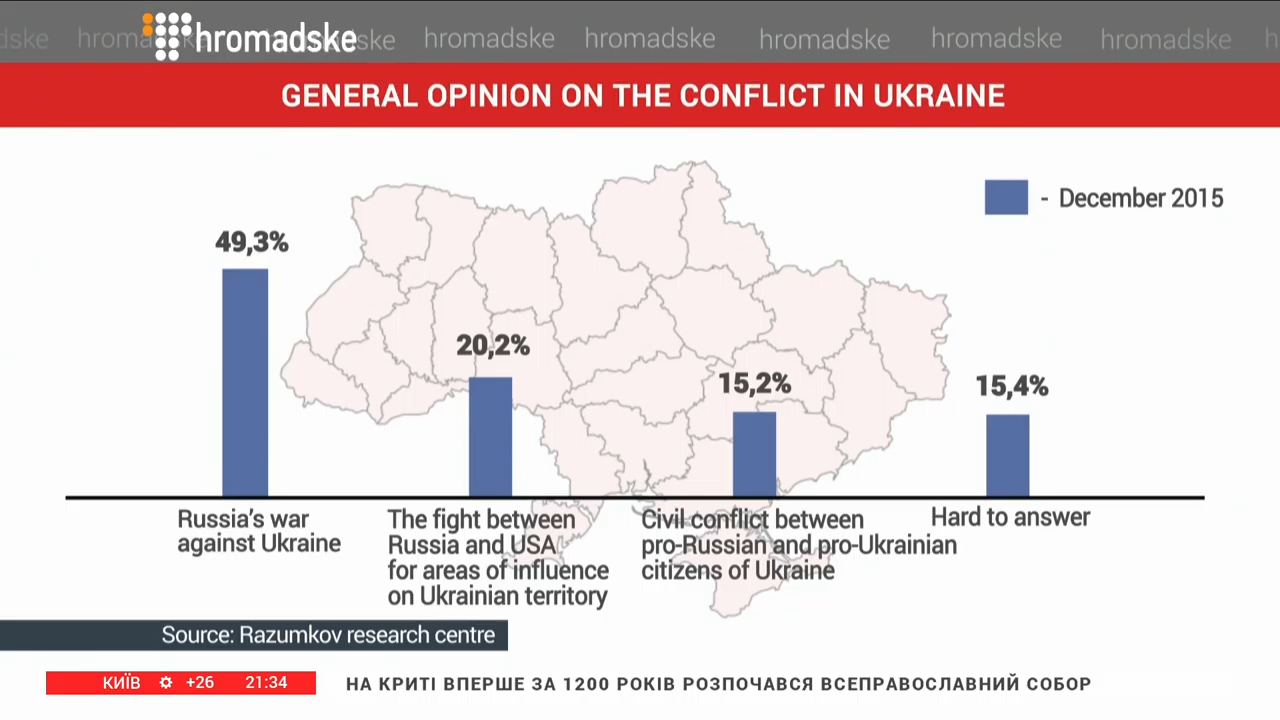 dske hromadske hromadske hromadske hromadske hromadske hromadske hromadske
hromadske
GENERAL OPINION ON THE CONFLICT IN UKRAINE
- December 2015
49,3%
20,2%
15,2%
15,4%
Russia's war
against Ukraine
The fight between
Russia and USA
for areas of influence
on Ukrainian territory
Civil conflict between
pro-Russian and pro-Ukrainian
citizens of Ukraine
Hard to answer
Source: Razumkov research centre
КИЇВ +26 21:34
НА КРИТІ ВПЕРШЕ ЗА 1200 РОКІВ РОЗПОЧАВСЯ ВСЕПРАВОСЛАВНИЙ СОБОР